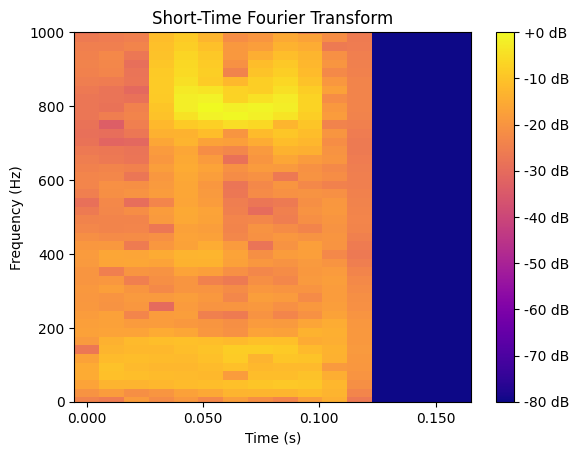 Short-Time Fourier Transform
1000
800
600
400
200
0
Frequency (Hz)
0.000
0.050
0.100
0.150
Time (s)
+0 dB
-10 dB
-20 dB
-30 dB
-40 dB
-50 dB
-60 dB
-70 dB
-80 dB